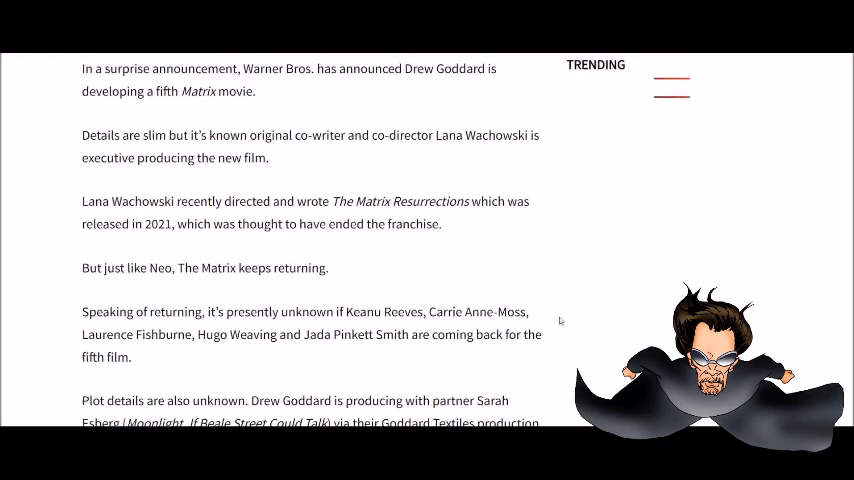 In a surprise announcement, Warner Bros. has announced Drew Goddard is
TRENDING
developing a fifth Matrix movie.
Details are slim but it's known original co-writer and co-director Lana Wachowski is
executive producing the new film.
Lana Wachowski recently directed and wrote The Matrix Resurrections which was
released in 2021, which was thought to have ended the franchise.
But just like Neo, The Matrix keeps returning.
Speaking of returning, it's presently unknown if Keanu Reeves, Carrie Anne-Moss,
Laurence Fishburne, Hugo Weaving and Jada Pinkett Smith are coming back for the
fifth film.
Plot details are also unknown. Drew Goddard is producing with partner Sarah
Esberg (Moonlight, If Beale Street Could Talk) via their Goddard Textiles production